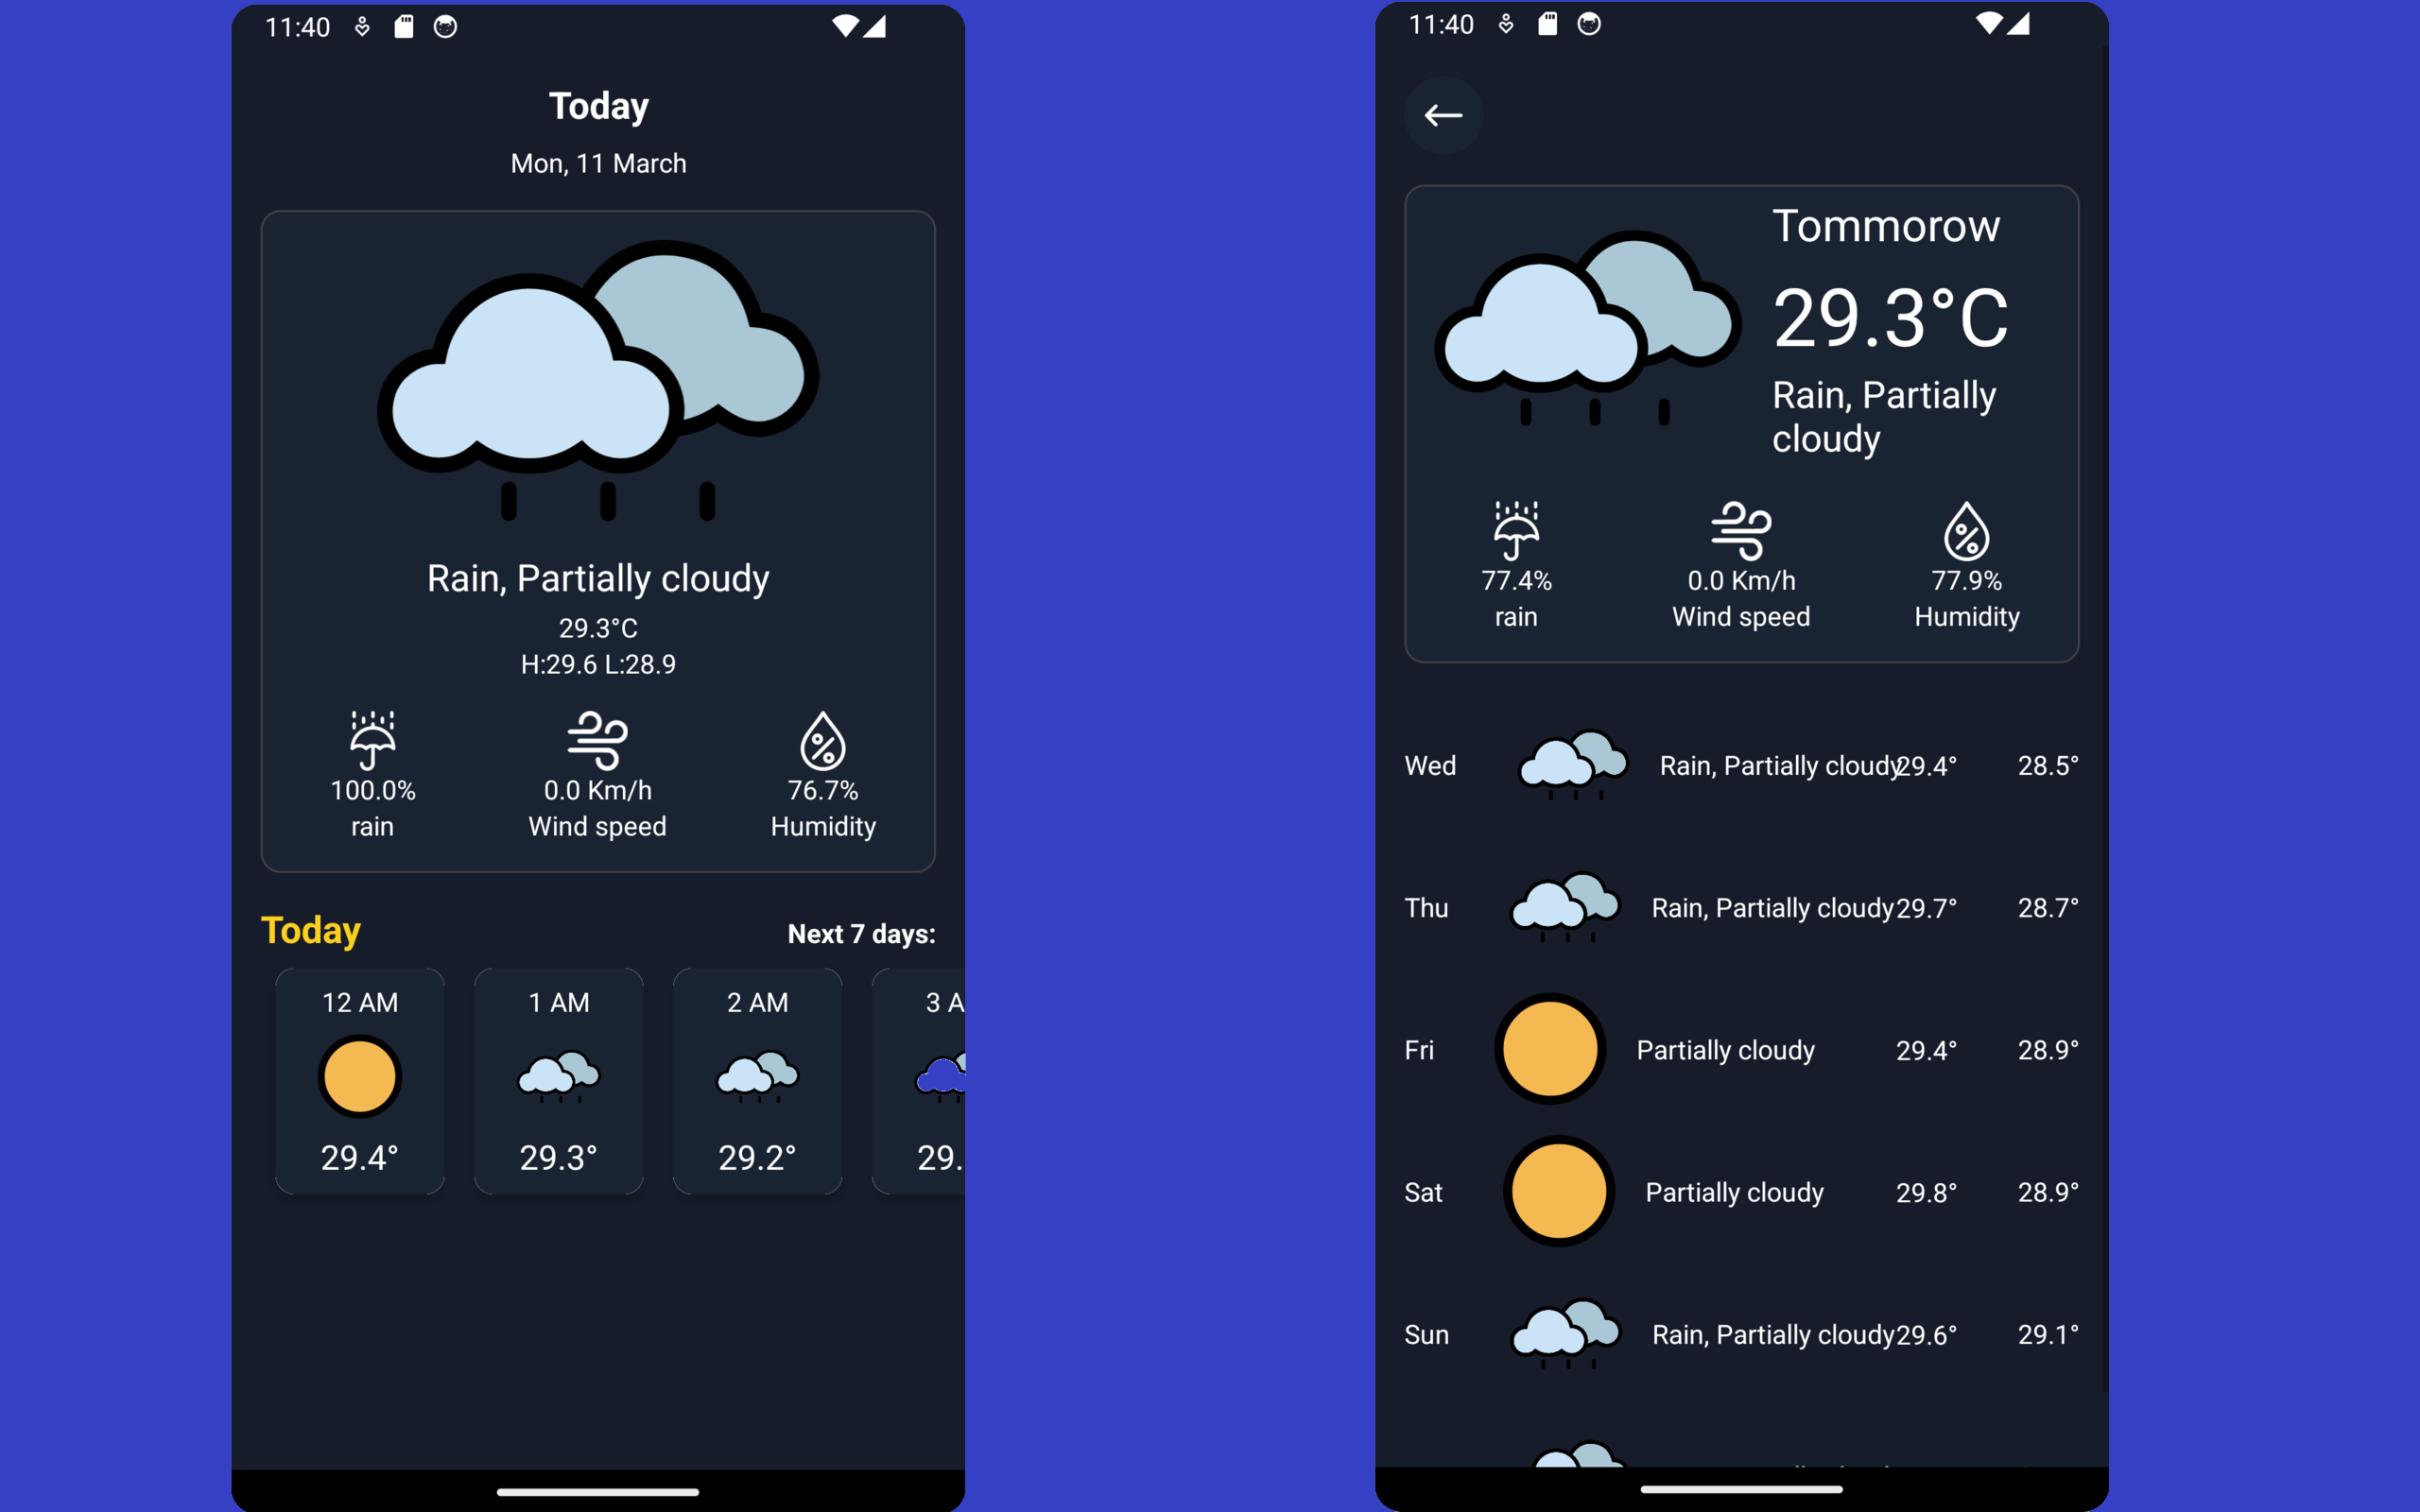 11:40
Today
Mon, 11 March
Rain, Partially cloudy
29.3°C
H:29.6 L:28.9
100.0% 0.0 Km/h 76.7%
rain Wind speed Humidity
Today Next 7 days:
12 AM 1 AM 2 AM 3 A
29.4° 29.3° 29.2° 29.
11:40
Tommorow
29.3°C
Rain, Partially
cloudy
77.4% 0.0 Km/h 77.9%
rain Wind speed Humidity
Wed Rain, Partially cloudy 29.4° 28.5°
Thu Rain, Partially cloudy 29.7° 28.7°
Fri Partially cloudy 29.4° 28.9°
Sat Partially cloudy 29.8° 28.9°
Sun Rain, Partially cloudy 29.6° 29.1°